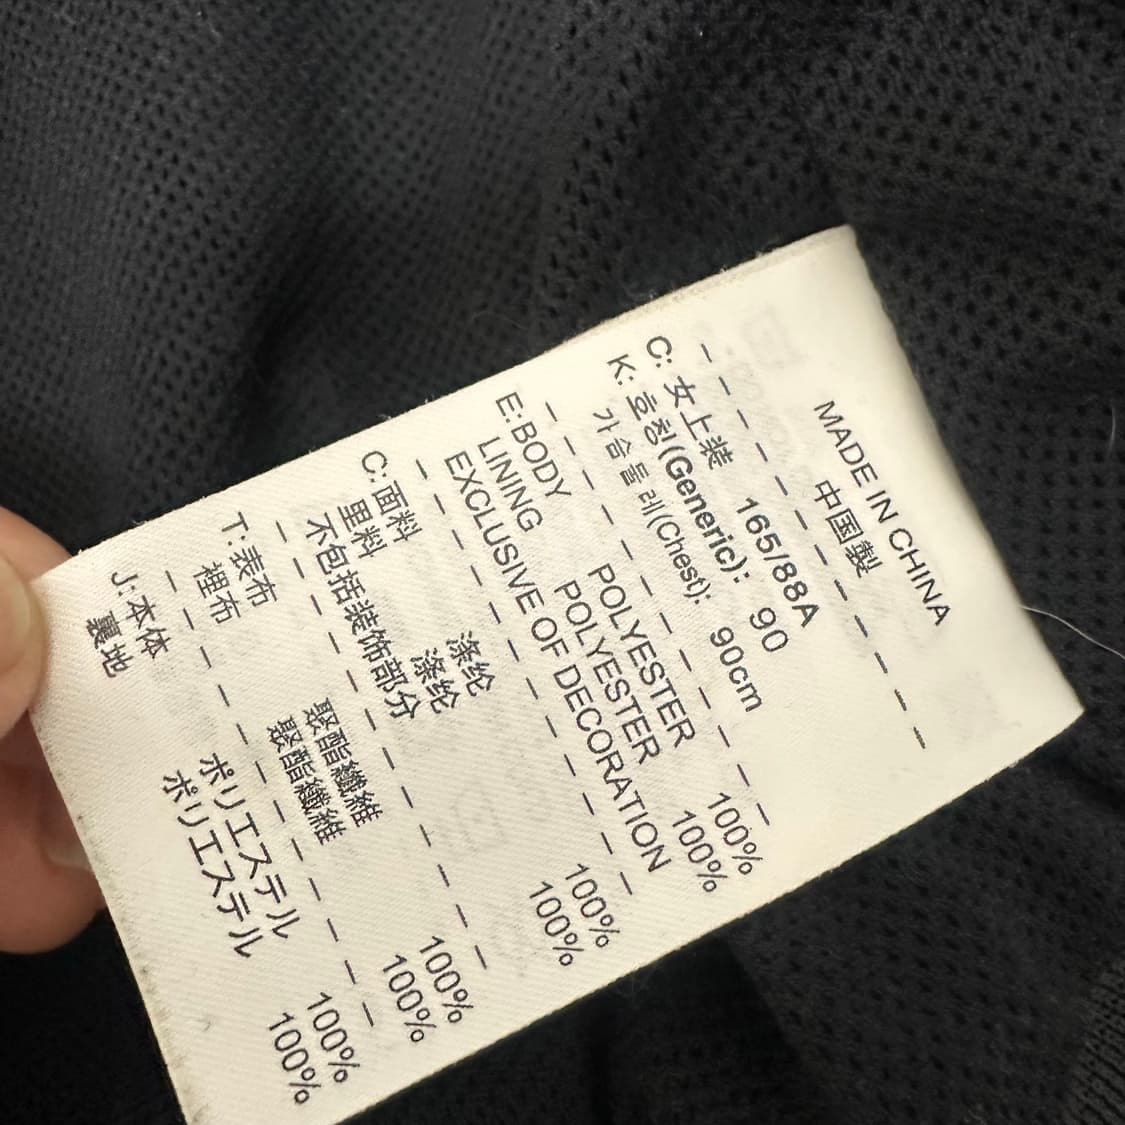 MADE IN CHINA
中国製
C: 女上装 165/88A
K: 호칭(Generic): 90
가슴둘레(Chest): 90cm
E:BODY POLYESTER 100%
LINING POLYESTER 100%
EXCLUSIVE OF DECORATION
C:面料 涤纶 100%
里料 涤纶 100%
不包括装饰部分
T:表布 聚酯纖維 100%
裡布 聚酯纖維 100%
J:本体 ポリエステル 100%
裏地 ポリエステル 100%